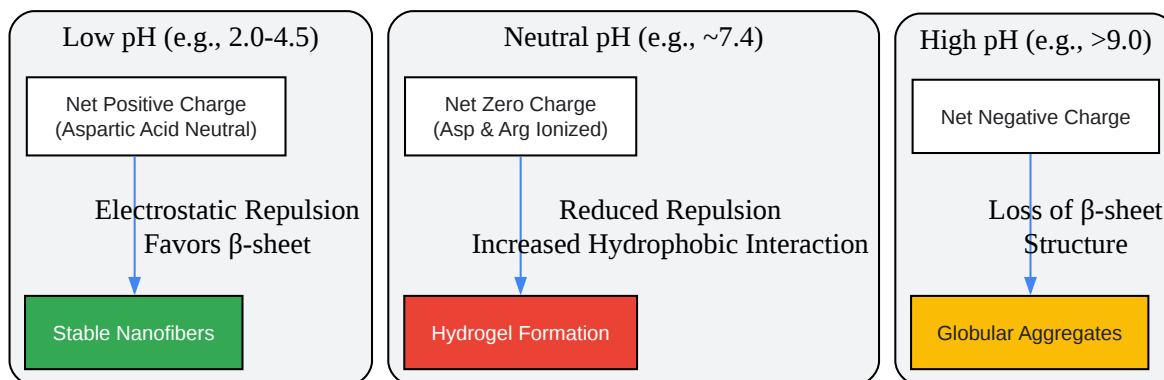 Low pH (e.g., 2.0-4.5)
Net Positive Charge
(Aspartic Acid Neutral)
Electrostatic Repulsion
Favors β-sheet
Stable Nanofibers
Neutral pH (e.g., ~7.4)
Net Zero Charge
(Asp & Arg Ionized)
Reduced Repulsion
Increased Hydrophobic Interaction
Hydrogel Formation
High pH (e.g., >9.0)
Net Negative Charge
Loss of β-sheet
Structure
Globular Aggregates